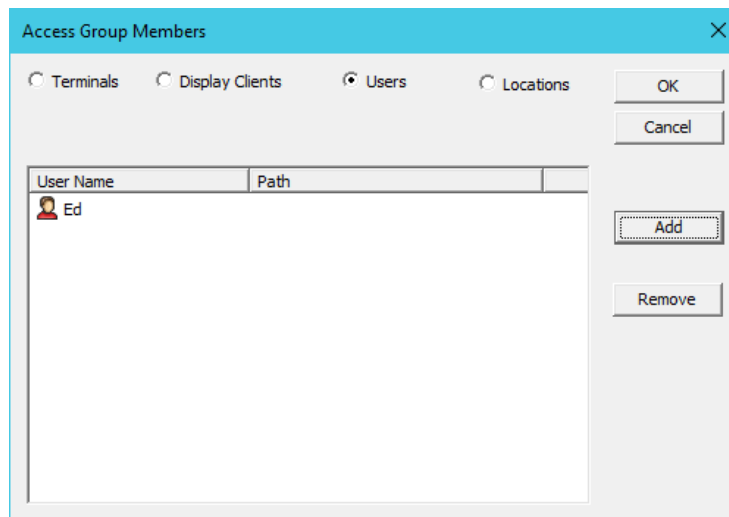 Access Group Members
Terminals Display Clients Users Locations
OK
Cancel
User Name Path
Ed
Add
Remove